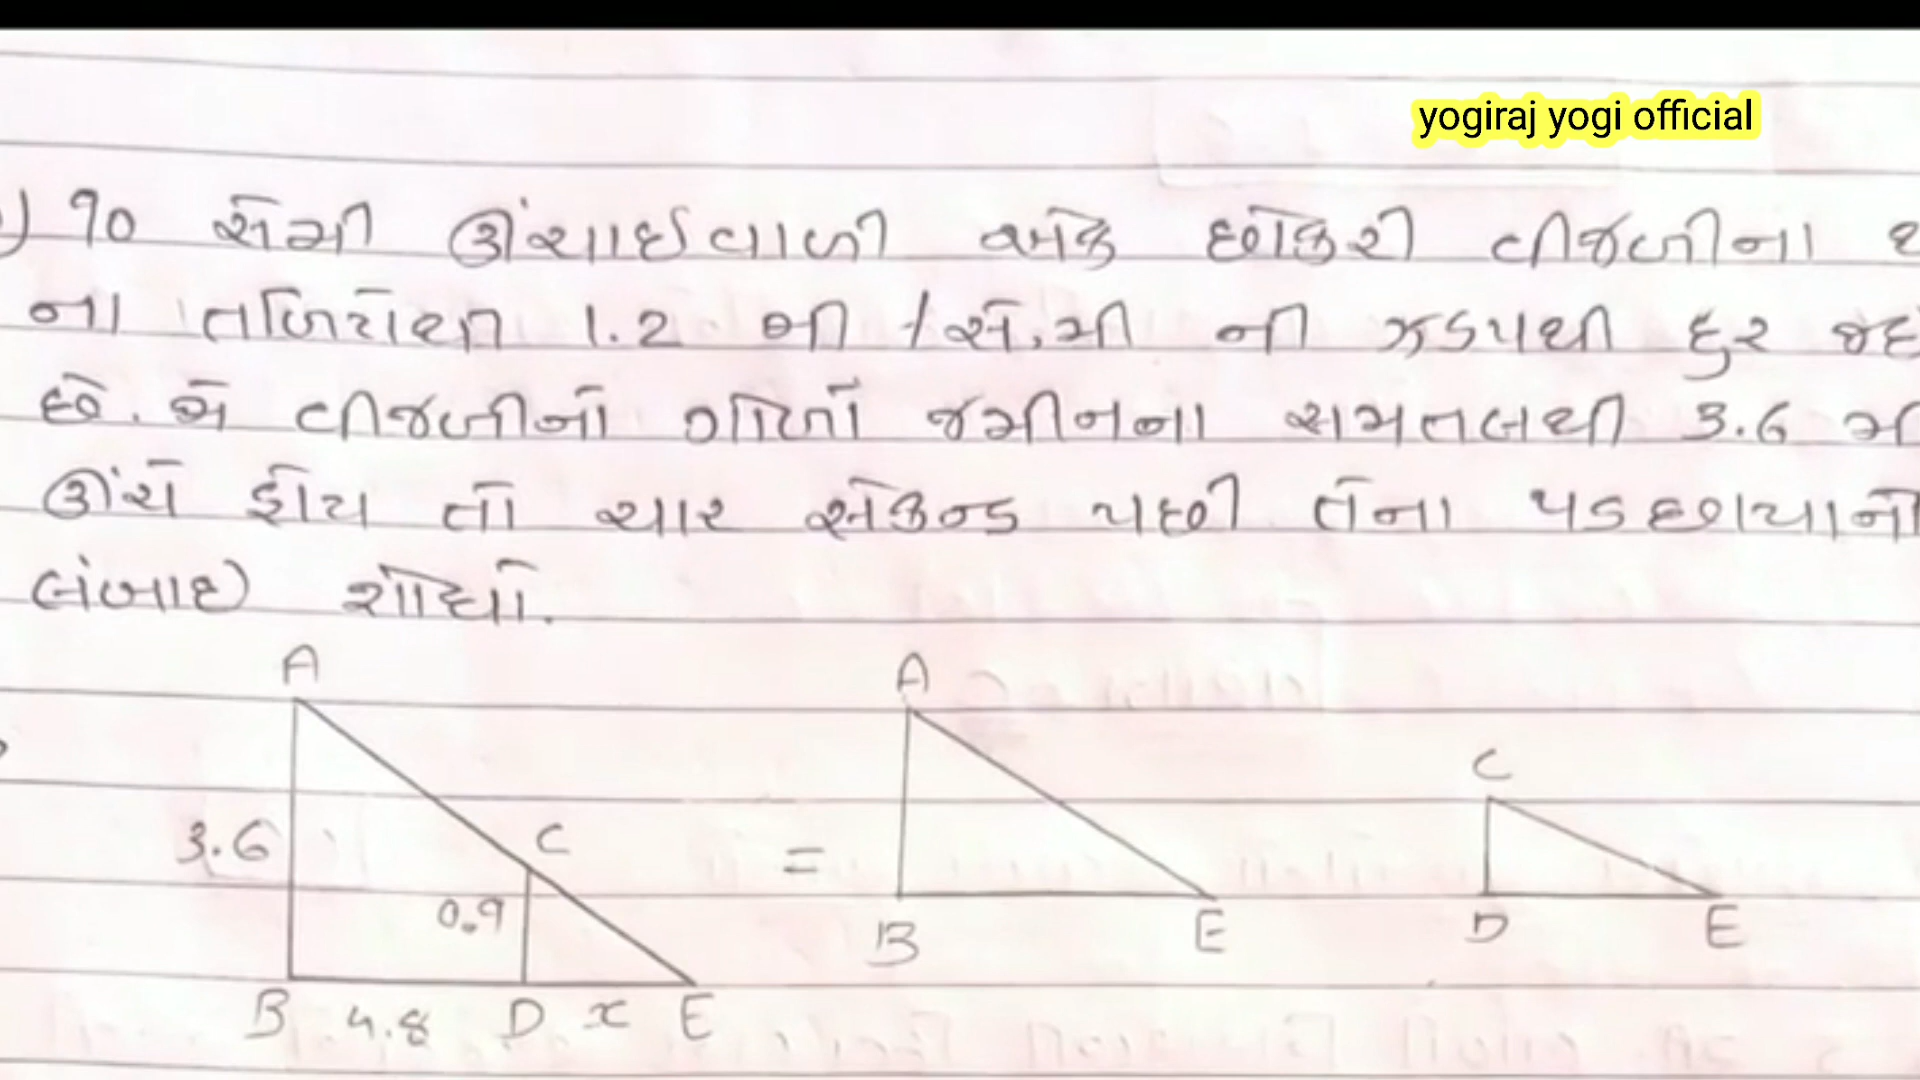 yogiraj yogi official
) 90 સેમી ઊંચાઈવાળી એક છોકરી વીજળીના થ
ના તળિયેથી 1.2 મી /સે.મી ની ઝડપથી દુર જઇ
છે. એ વીજળીનો ગોળો જમીનના સમતલથી 3.6 મી
ઊંચે હોય તો ચાર સેકન્ડ પછી તેના પડછાયાની
લંબાઇ શોધો.
A A
C
3.6 C =
0.9
B 4.8 D x E B E D E